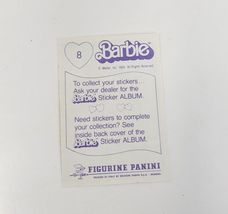 8
Barbie
To collect your stickers...
Ask your dealer for the
Barbie Sticker ALBUM.
Need stickers to complete
your collection? See
inside back cover of the
Barbie Sticker ALBUM.
FIGURINE PANINI